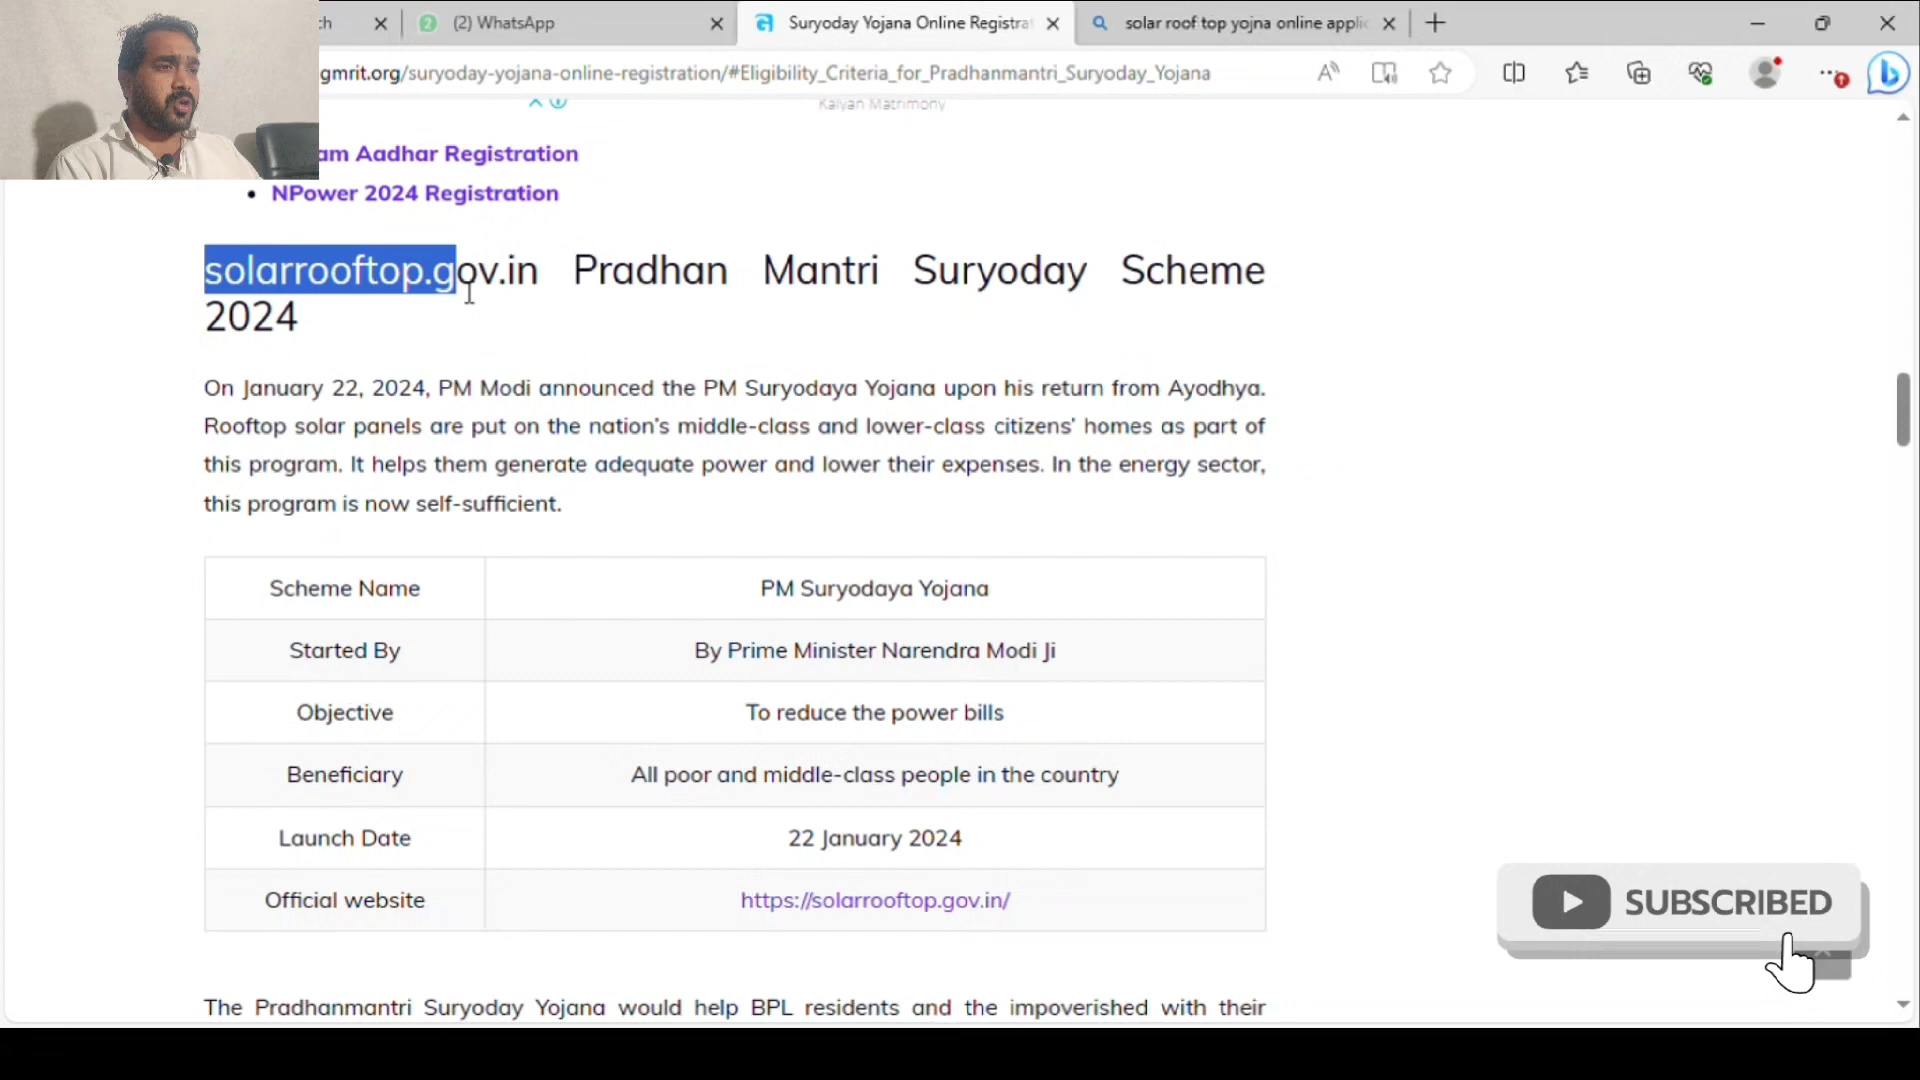 ch
(2) WhatsApp
Suryoday Yojana Online Registra
solar roof top yojna online applic
gmrit.org/suryoday-yojana-online-registration/#Eligibility_Criteria_for_Pradhanmantri_Suryoday_Yojana
Kalyan Matrimony
am Aadhar Registration
• NPower 2024 Registration
solarrooftop.gov.in Pradhan Mantri Suryoday Scheme
2024
On January 22, 2024, PM Modi announced the PM Suryodaya Yojana upon his return from Ayodhya.
Rooftop solar panels are put on the nation's middle-class and lower-class citizens' homes as part of
this program. It helps them generate adequate power and lower their expenses. In the energy sector,
this program is now self-sufficient.
Scheme Name PM Suryodaya Yojana
Started By By Prime Minister Narendra Modi Ji
Objective To reduce the power bills
Beneficiary All poor and middle-class people in the country
Launch Date 22 January 2024
Official website https://solarrooftop.gov.in/
SUBSCRIBED
The Pradhanmantri Suryoday Yojana would help BPL residents and the impoverished with their